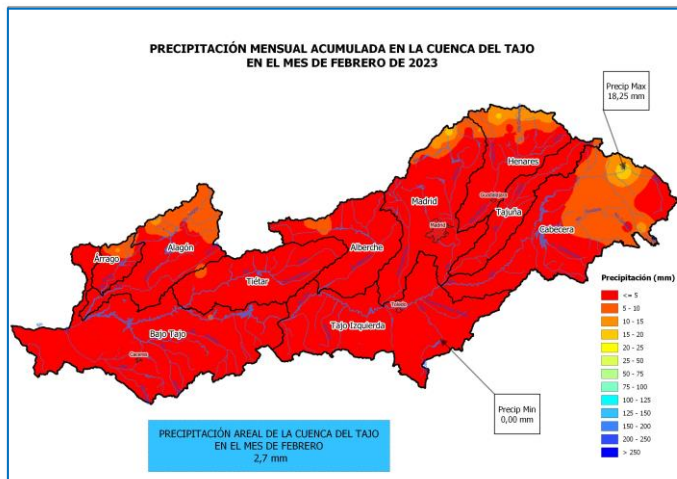 PRECIPITACIÓN MENSUAL ACUMULADA EN LA CUENCA DEL TAJO
EN EL MES DE FEBRERO DE 2023
Precip Max
18,25 mm
Henares
Madrid
Guadalajara
Tajuña
Madrid
Cabecera
Alagón
Árrago
Alberche
Tiétar
Precipitación (mm)
<= 5
5 - 10
10 - 15
15 - 20
20 - 25
25 - 50
50 - 75
75 - 100
100 - 125
125 - 150
150 - 200
200 - 250
> 250
Toledo
Tajo Izquierda
Bajo Tajo
Cáceres
Precip Min
0,00 mm
PRECIPITACIÓN AREAL DE LA CUENCA DEL TAJO
EN EL MES DE FEBRERO
2,7 mm